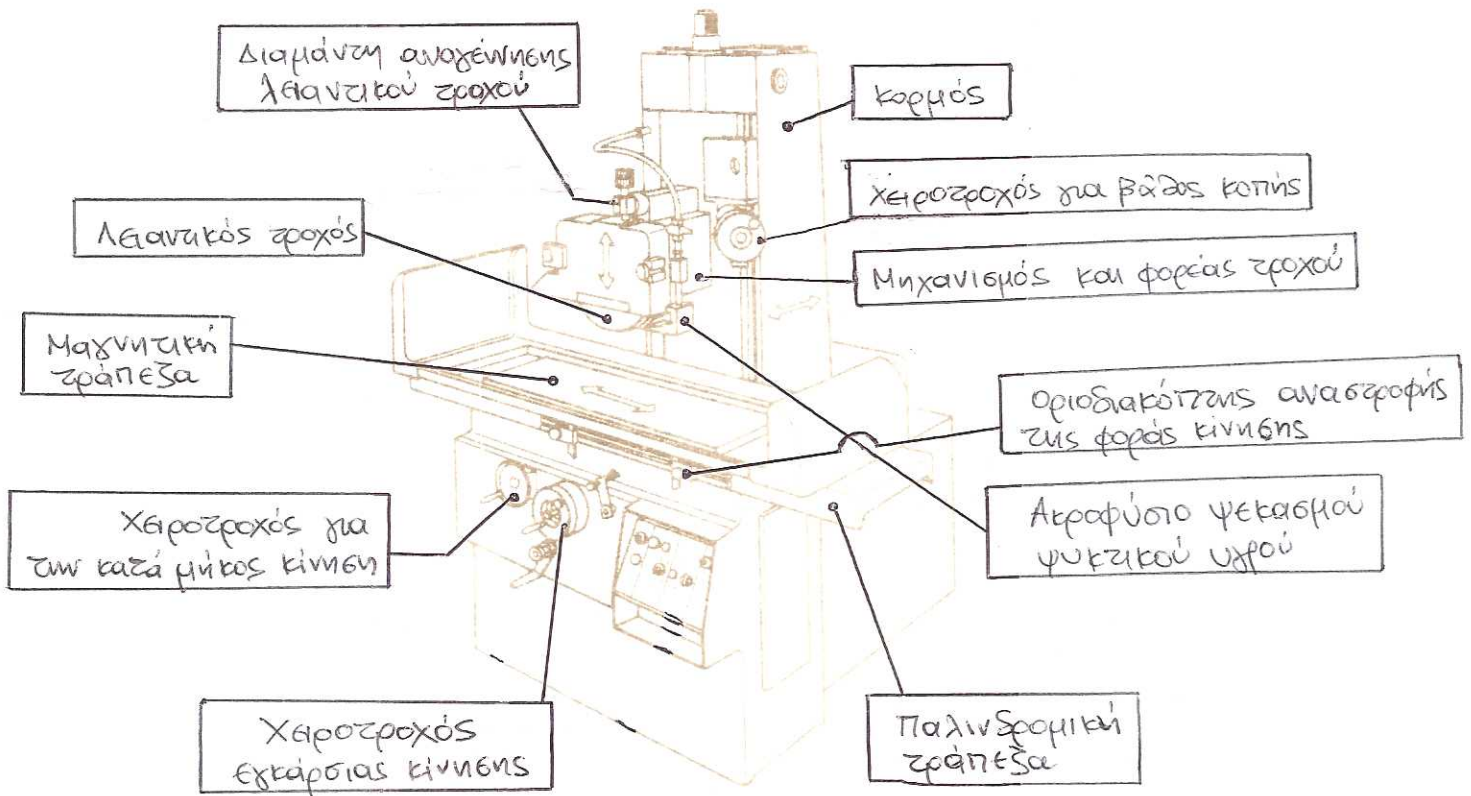 Διαμάντη αναγέννησης
λειαντικού τροχού
κορμός
χειροτροχός για βάθος κοπής
Λειαντικός τροχός
Μηχανισμός και φορέας τροχού
Μαγνητική
τράπεζα
οριοδιακόπτης αναστροφής
της φοράς κίνησης
Χειροτροχός για
την κατά μήκος κίνηση
Ακροφύσιο ψεκασμού
ψυκτικού υγρού
Χειροτροχός
εγκάρσιας κίνησης
Παλινδρομική
τράπεζα